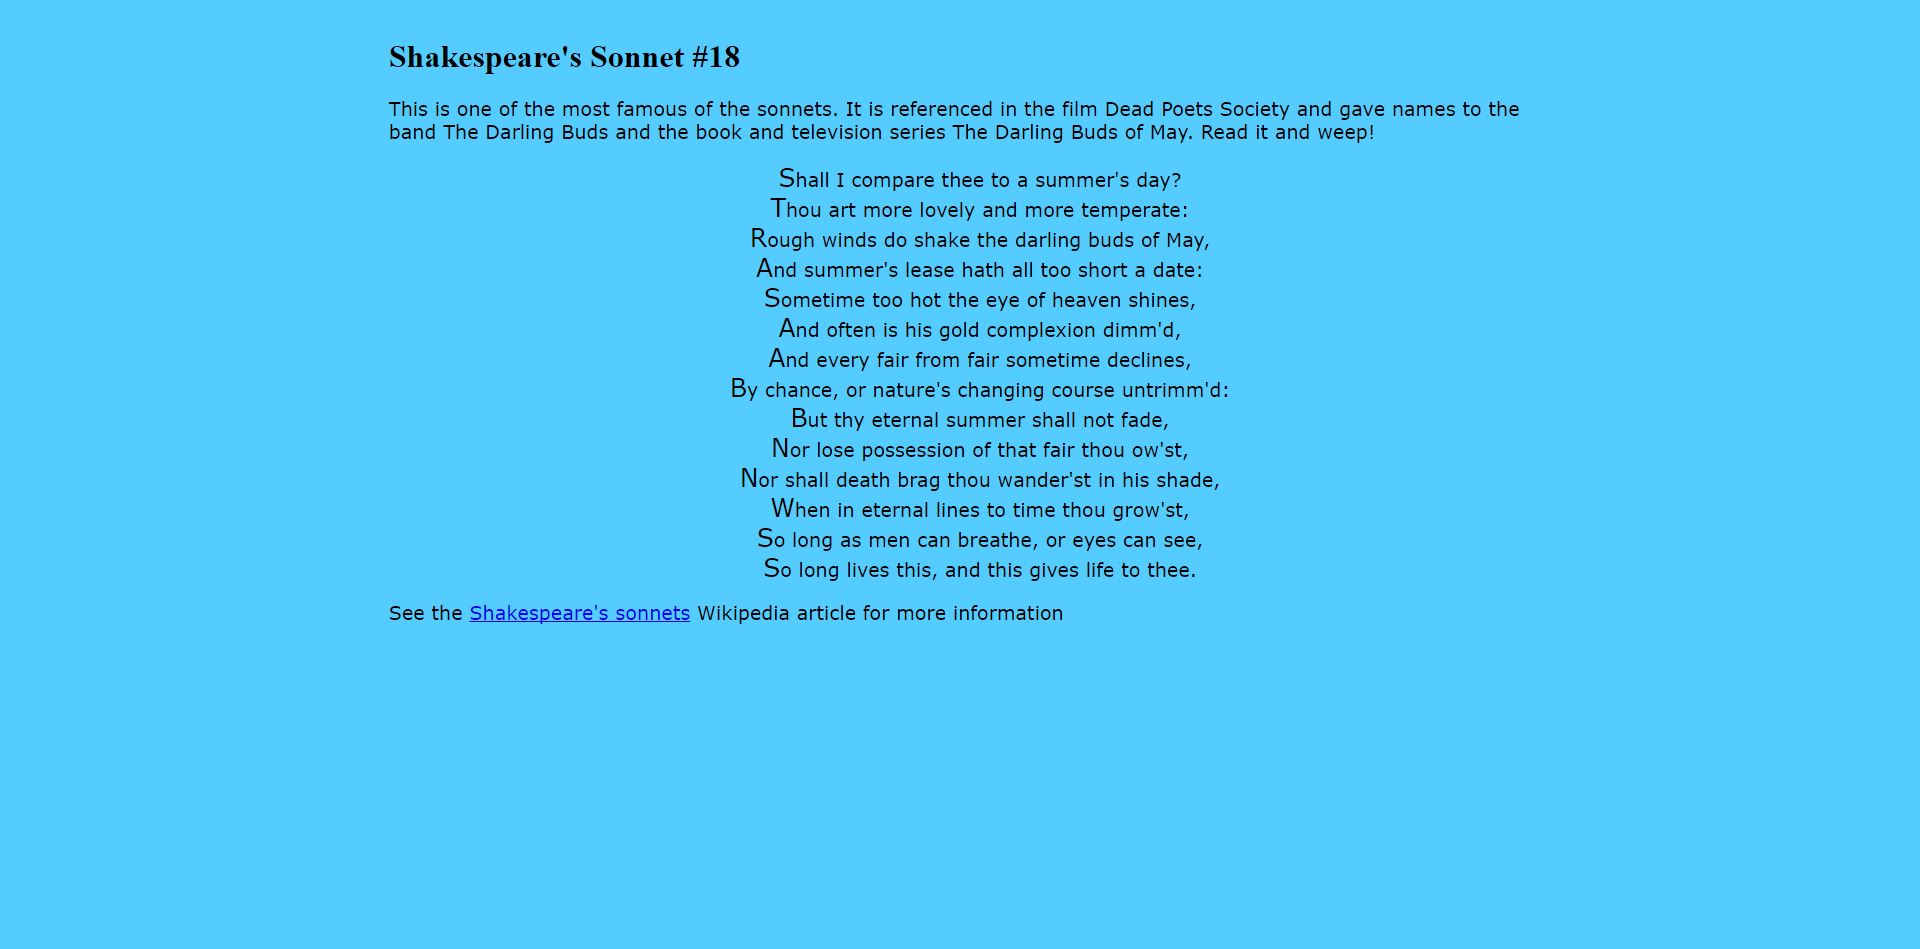 Shakespeare's Sonnet #18
This is one of the most famous of the sonnets. It is referenced in the film Dead Poets Society and gave names to the
band The Darling Buds and the book and television series The Darling Buds of May. Read it and weep!
Shall I compare thee to a summer's day?
Thou art more lovely and more temperate:
Rough winds do shake the darling buds of May,
And summer's lease hath all too short a date:
Sometime too hot the eye of heaven shines,
And often is his gold complexion dimm'd,
And every fair from fair sometime declines,
By chance, or nature's changing course untrimm'd:
But thy eternal summer shall not fade,
Nor lose possession of that fair thou ow'st,
Nor shall death brag thou wander'st in his shade,
When in eternal lines to time thou grow'st,
So long as men can breathe, or eyes can see,
So long lives this, and this gives life to thee.
See the Shakespeare's sonnets Wikipedia article for more information